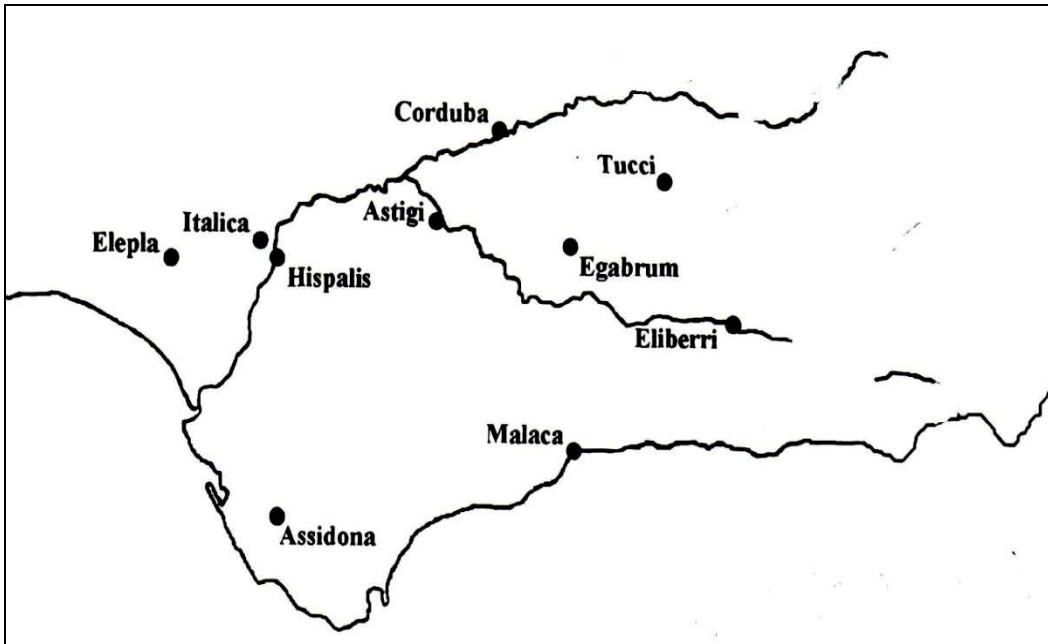 Corduba
Tucci
Astigi
Italica
Elepla
Hispalis
Egabrum
Eliberri
Malaca
Assidona